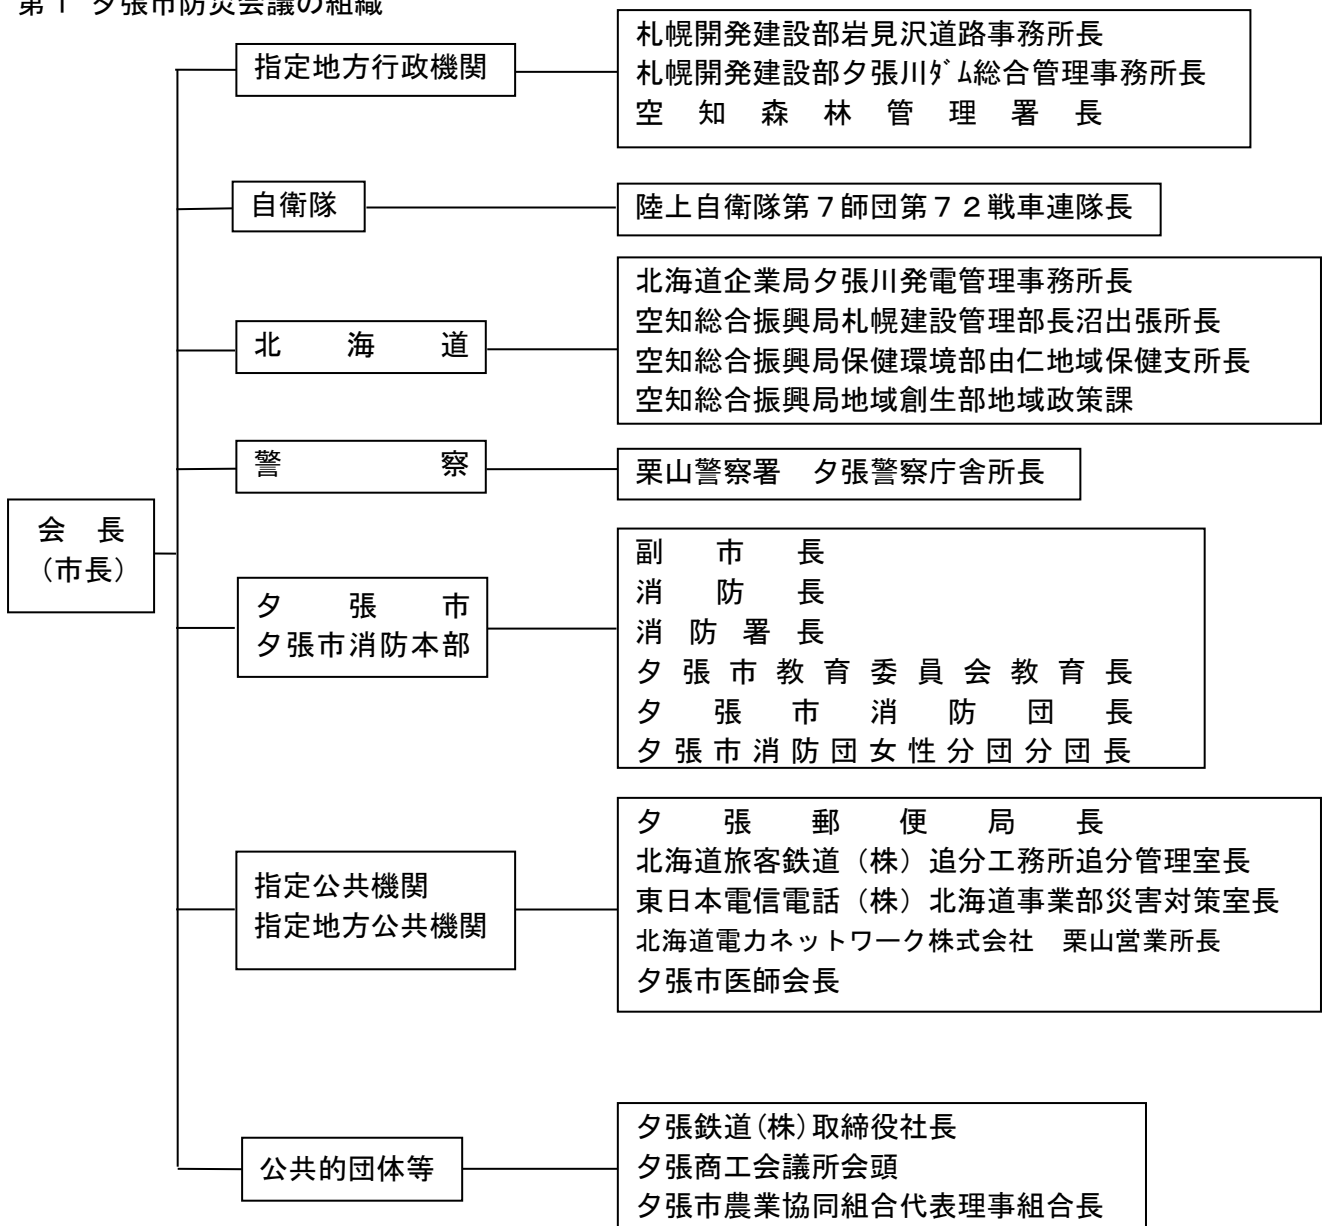 第１ 夕張市防災会議の組織
会　長
（市長）
指定地方行政機関
札幌開発建設部岩見沢道路事務所長
札幌開発建設部夕張川ﾀﾞﾑ総合管理事務所長
空知森林管理署長
自衛隊
陸上自衛隊第７師団第７２戦車連隊長
北海道
北海道企業局夕張川発電管理事務所長
空知総合振興局札幌建設管理部長沼出張所長
空知総合振興局保健環境部由仁地域保健支所長
空知総合振興局地域創生部地域政策課
警察
栗山警察署　夕張警察庁舎所長
夕張市
夕張市消防本部
副市長
消防長
消防署長
夕張市教育委員会教育長
夕張市消防団長
夕張市消防団女性分団分団長
指定公共機関
指定地方公共機関
夕張郵便局長
北海道旅客鉄道（株）追分工務所追分管理室長
東日本電信電話（株）北海道事業部災害対策室長
北海道電力ネットワーク株式会社　栗山営業所長
夕張市医師会長
公共的団体等
夕張鉄道(株)取締役社長
夕張商工会議所会頭
夕張市農業協同組合代表理事組合長